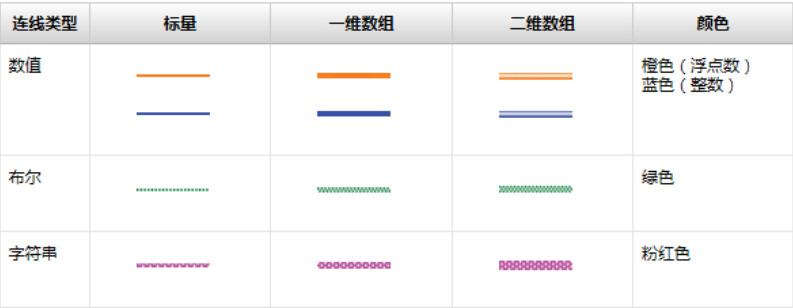 连线类型 标量 一维数组 二维数组 颜色
数值 橙色（浮点数）
蓝色（整数）
布尔 绿色
字符串 粉红色